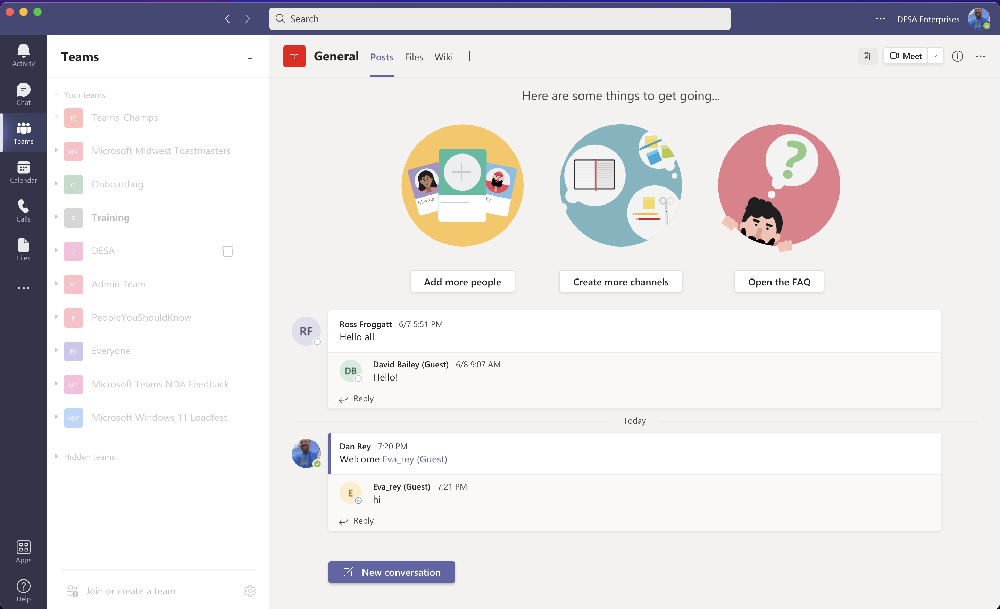 Search
DESA Enterprises
Activity
Chat
Teams
Calendar
Calls
Files
Apps
Help
Teams
Your teams
TC Teams_Champs
MM Microsoft Midwest Toastmasters
O Onboarding
T Training
D DESA
AT Admin Team
P PeopleYouShouldKnow
EV Everyone
MT Microsoft Teams NDA Feedback
MW Microsoft Windows 11 Loadfest
Hidden teams
Join or create a team
TC General Posts Files Wiki
Meet
Here are some things to get going...
Maxine
ky
?
Add more people
Create more channels
Open the FAQ
RF
Ross Froggatt 6/7 5:51 PM
Hello all
DB
David Bailey (Guest) 6/8 9:07 AM
Hello!
Reply
Today
Dan Rey 7:20 PM
Welcome Eva_rey (Guest)
E
Eva_rey (Guest) 7:21 PM
hi
Reply
New conversation